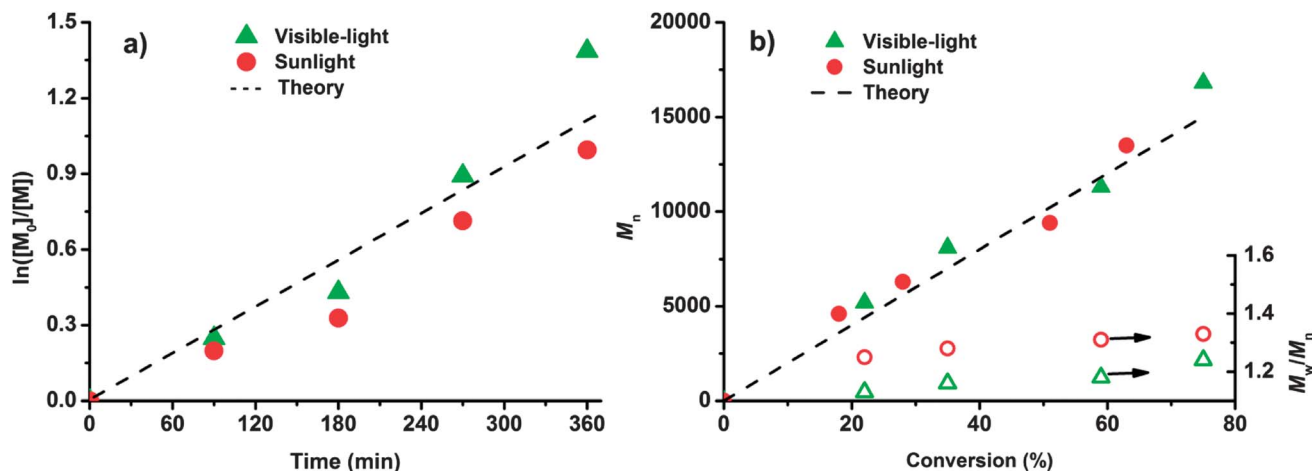 a)
Visible-light
Sunlight
Theory
1.5
1.2
0.9
0.6
0.3
0.0
ln([M₀]/[M])
0 60 120 180 240 300 360
Time (min)
b)
Visible-light
Sunlight
Theory
20000
15000
10000
5000
0
Mₙ
0 20 40 60 80
Conversion (%)
1.6
1.4
1.2
M_w/Mₙ